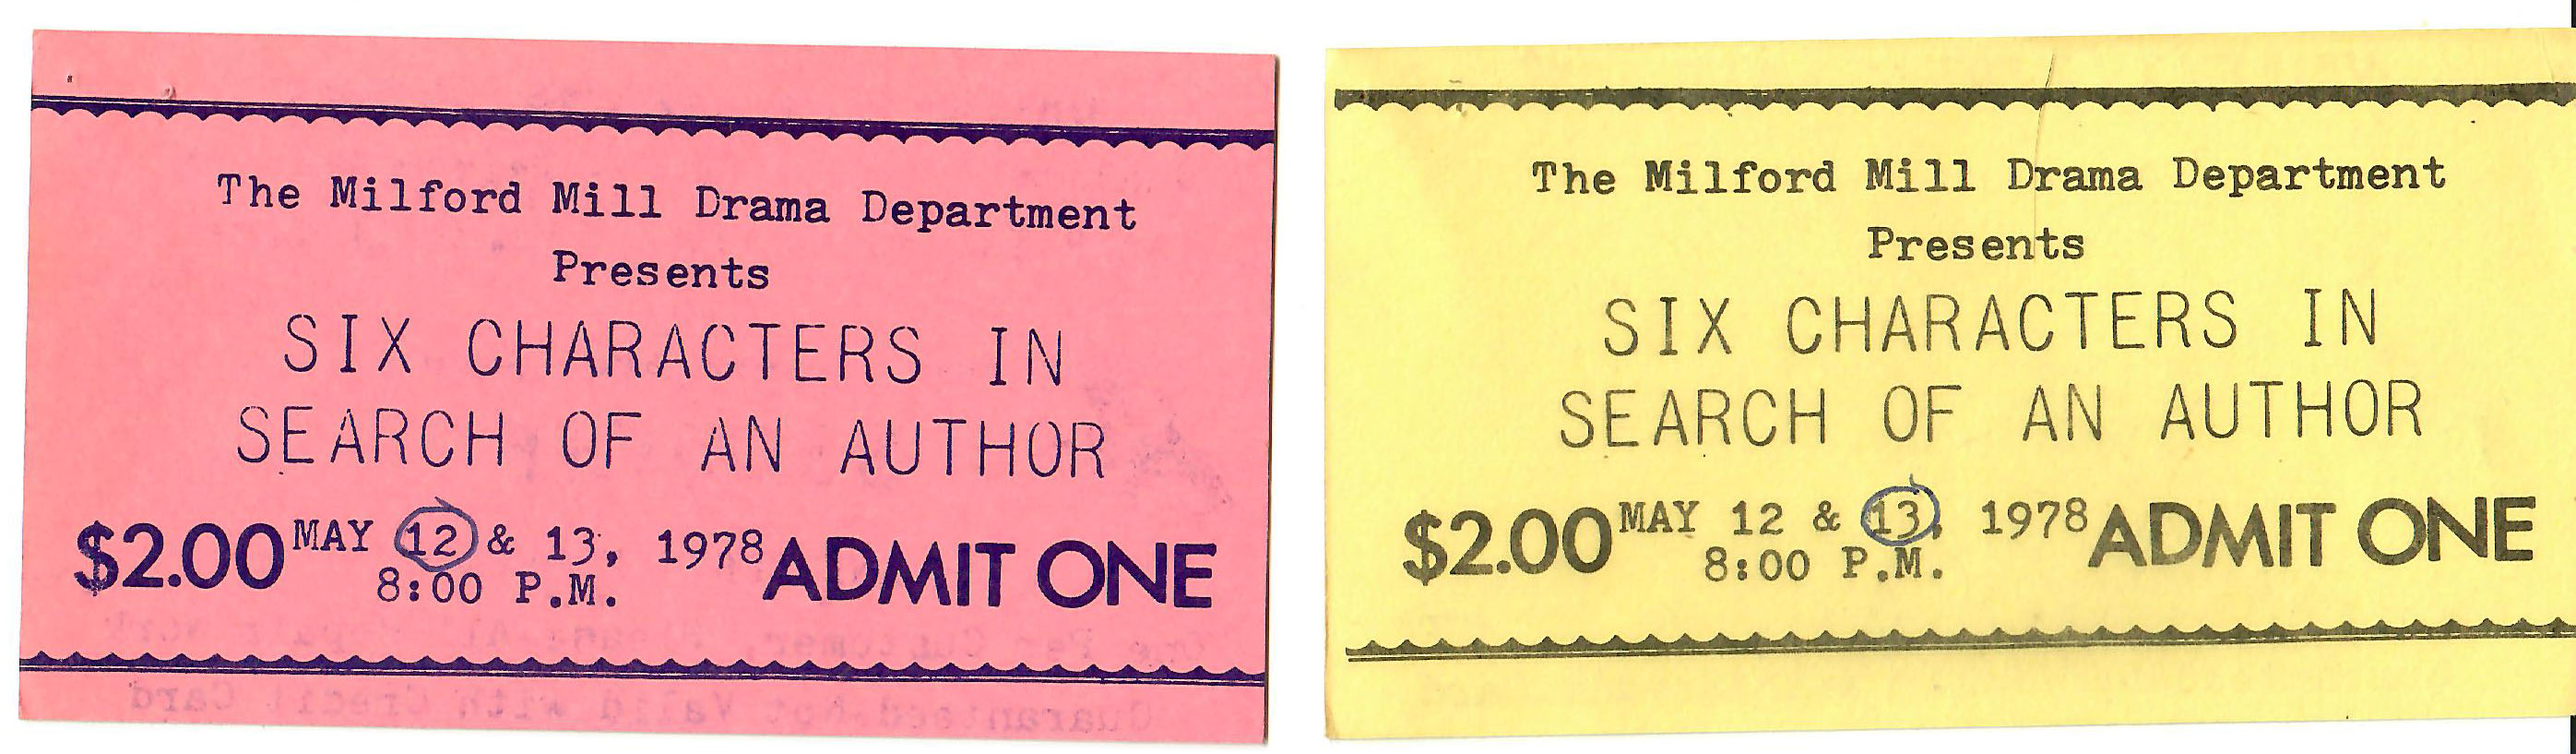 The Milford Mill Drama Department
Presents
SIX CHARACTERS IN
SEARCH OF AN AUTHOR
$2.00 MAY 12 & 13, 1978 ADMIT ONE
8:00 P.M.
The Milford Mill Drama Department
Presents
SIX CHARACTERS IN
SEARCH OF AN AUTHOR
$2.00 MAY 12 & 13, 1978 ADMIT ONE
8:00 P.M.